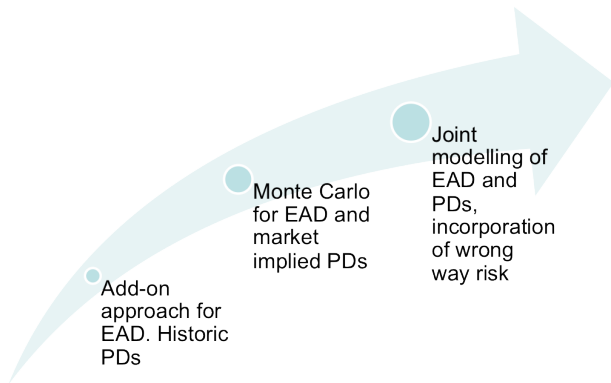 Add-on
approach for
EAD. Historic
PDs
Monte Carlo
for EAD and
market
implied PDs
Joint
modelling of
EAD and
PDs,
incorporation
of wrong
way risk